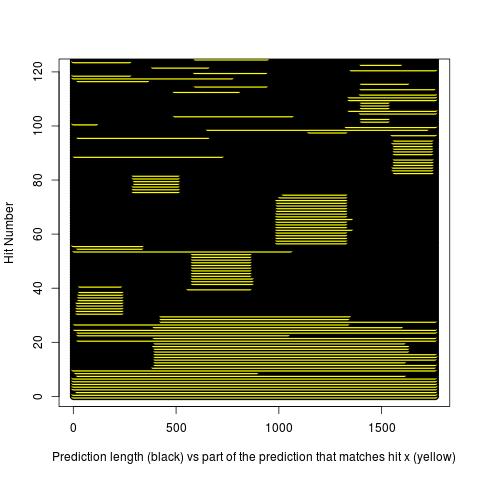 120
100
80
60
40
20
0
Hit Number
0 500 1000 1500
Prediction length (black) vs part of the prediction that matches hit x (yellow)